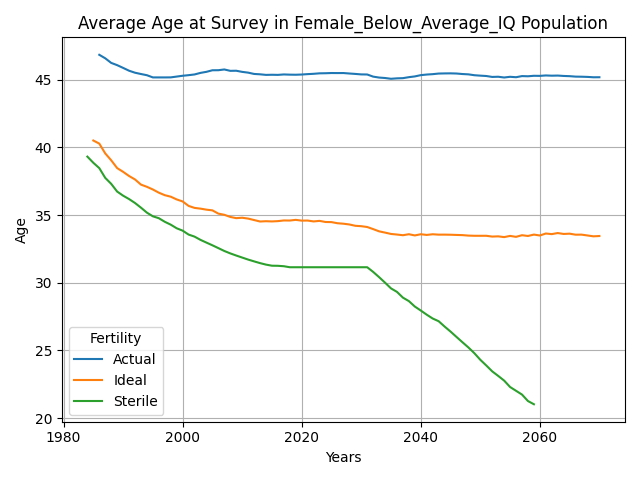 Average Age at Survey in Female_Below_Average_IQ Population
Age
45
40
35
30
25
20
Fertility
Actual
Ideal
Sterile
1980
2000
2020
2040
2060
Years